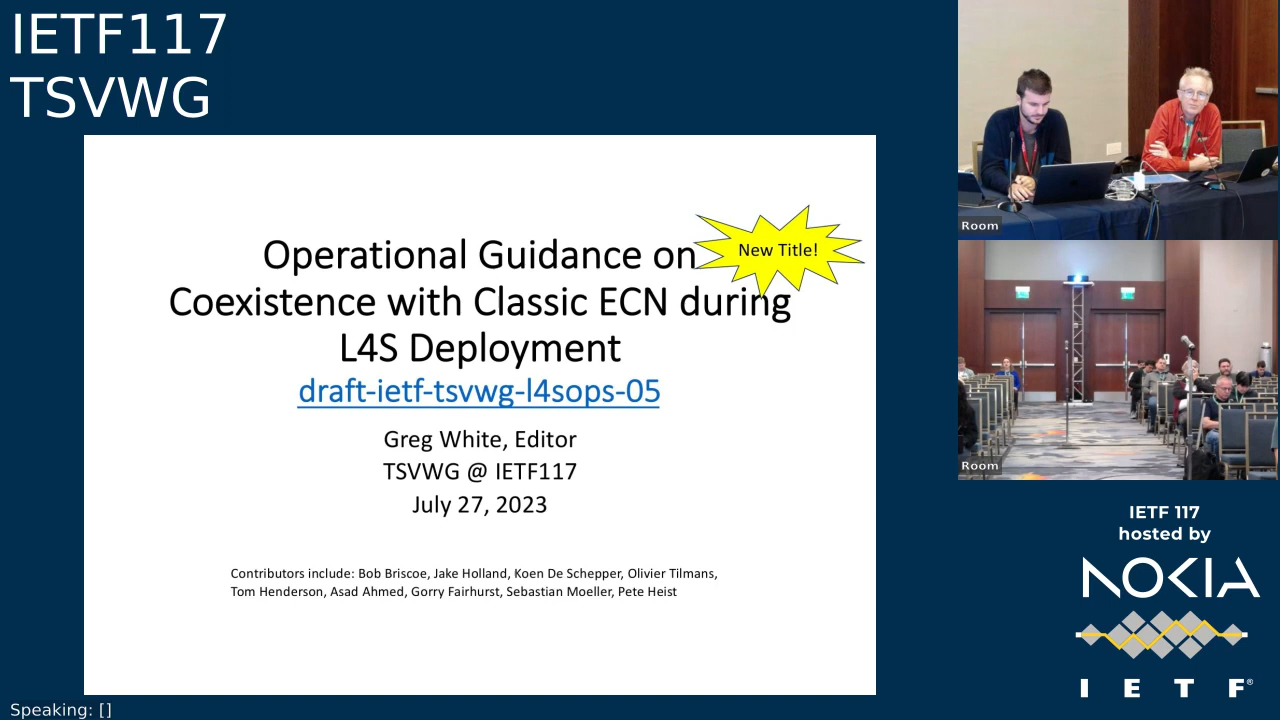 IETF117
TSVWG
Operational Guidance on
New Title!
Coexistence with Classic ECN during
L4S Deployment
draft-ietf-tsvwg-l4sops-05
Greg White, Editor
TSVWG @ IETF117
July 27, 2023
Contributors include: Bob Briscoe, Jake Holland, Koen De Schepper, Olivier Tilmans,
Tom Henderson, Asad Ahmed, Gorry Fairhurst, Sebastian Moeller, Pete Heist
Room
Room
IETF 117
hosted by
NOKIA
I E T F®
Speaking: []